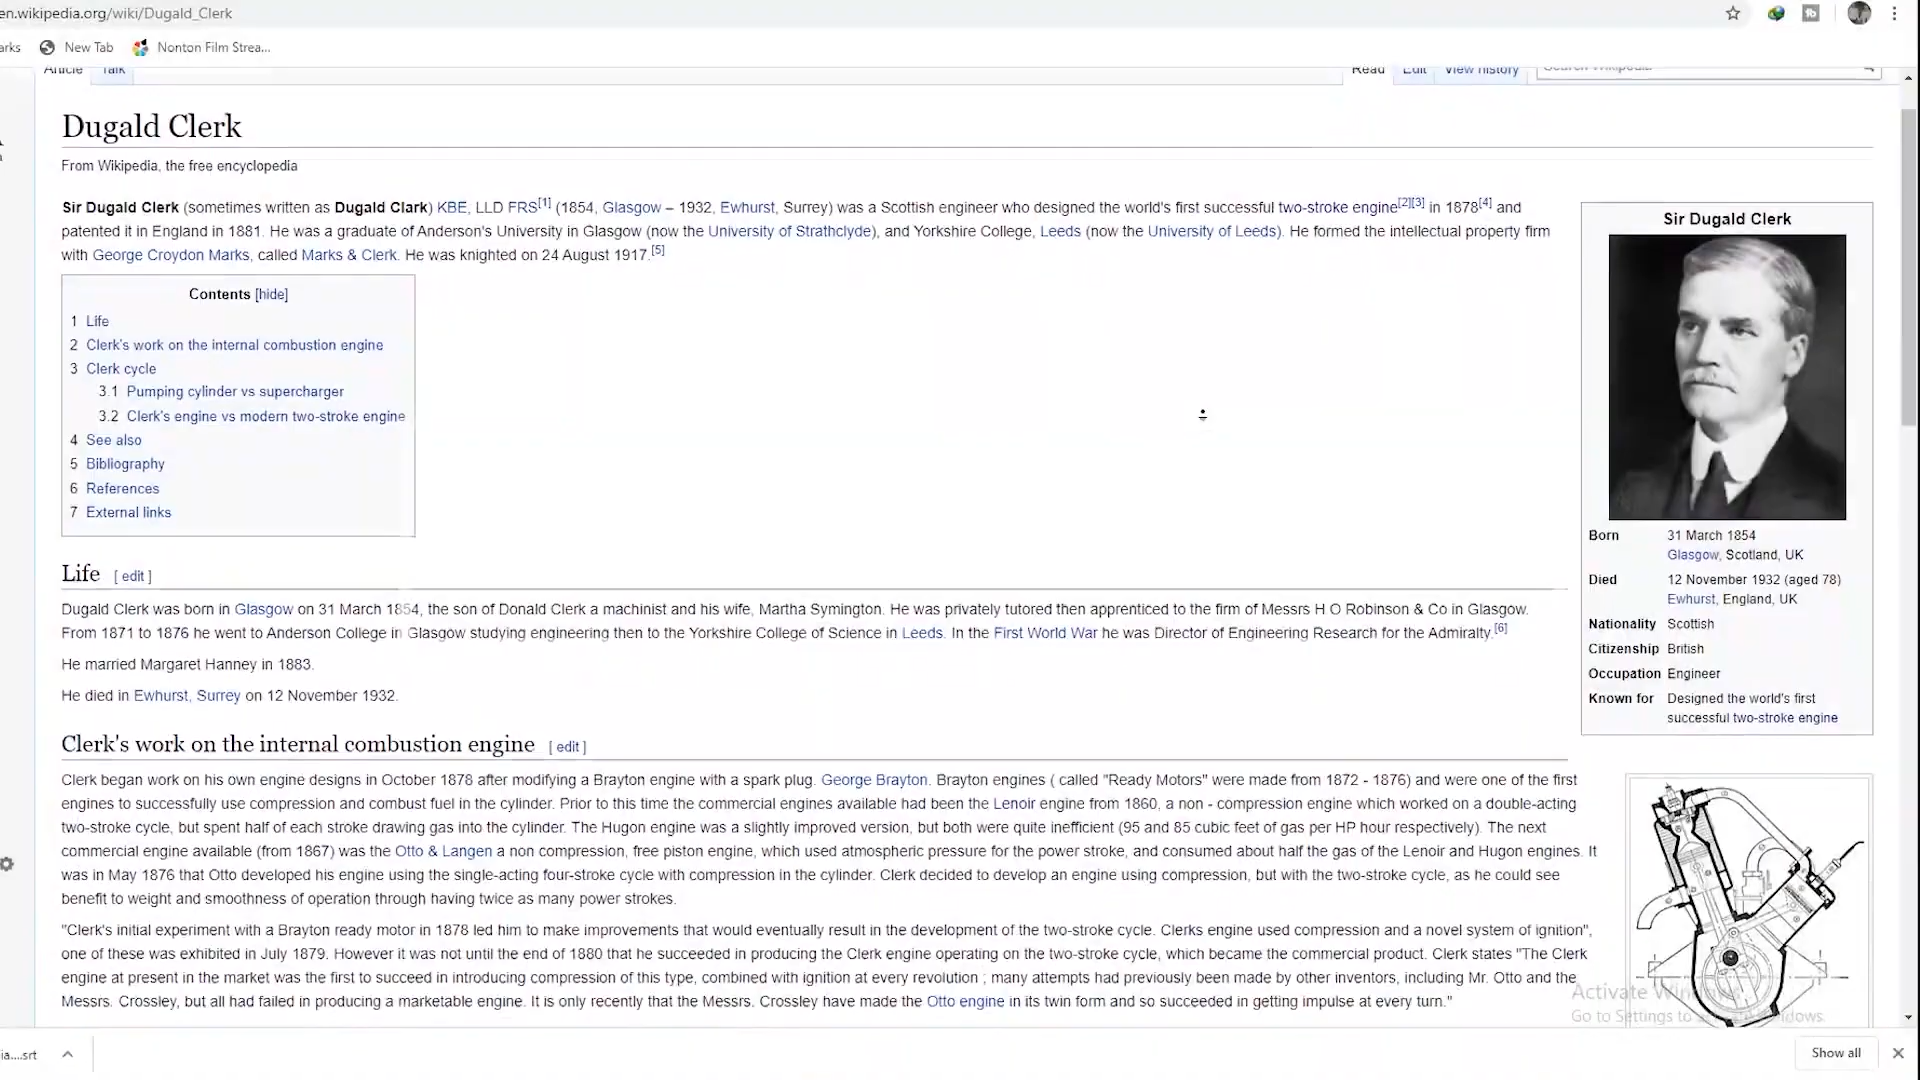 en.wikipedia.org/wiki/Dugald_Clerk
arks New Tab Nonton Film Strea...
Article Talk Read Edit View history Search Wikipedia
Dugald Clerk
From Wikipedia, the free encyclopedia
Sir Dugald Clerk (sometimes written as Dugald Clark) KBE, LLD FRS[1] (1854, Glasgow – 1932, Ewhurst, Surrey) was a Scottish engineer who designed the world's first successful two-stroke engine[2][3] in 1878[4] and
patented it in England in 1881. He was a graduate of Anderson's University in Glasgow (now the University of Strathclyde), and Yorkshire College, Leeds (now the University of Leeds). He formed the intellectual property firm
with George Croydon Marks, called Marks & Clerk. He was knighted on 24 August 1917.[5]
Contents [hide]
1 Life
2 Clerk's work on the internal combustion engine
3 Clerk cycle
3.1 Pumping cylinder vs supercharger
3.2 Clerk's engine vs modern two-stroke engine
4 See also
5 Bibliography
6 References
7 External links
Sir Dugald Clerk
Born 31 March 1854
Glasgow, Scotland, UK
Died 12 November 1932 (aged 78)
Ewhurst, England, UK
Nationality Scottish
Citizenship British
Occupation Engineer
Known for Designed the world's first
successful two-stroke engine
Life [ edit ]
Dugald Clerk was born in Glasgow on 31 March 1854, the son of Donald Clerk a machinist and his wife, Martha Symington. He was privately tutored then apprenticed to the firm of Messrs H O Robinson & Co in Glasgow.
From 1871 to 1876 he went to Anderson College in Glasgow studying engineering then to the Yorkshire College of Science in Leeds. In the First World War he was Director of Engineering Research for the Admiralty.[6]
He married Margaret Hanney in 1883.
He died in Ewhurst, Surrey on 12 November 1932.
Clerk's work on the internal combustion engine [ edit ]
Clerk began work on his own engine designs in October 1878 after modifying a Brayton engine with a spark plug. George Brayton. Brayton engines ( called "Ready Motors" were made from 1872 - 1876) and were one of the first
engines to successfully use compression and combust fuel in the cylinder. Prior to this time the commercial engines available had been the Lenoir engine from 1860, a non - compression engine which worked on a double-acting
two-stroke cycle, but spent half of each stroke drawing gas into the cylinder. The Hugon engine was a slightly improved version, but both were quite inefficient (95 and 85 cubic feet of gas per HP hour respectively). The next
commercial engine available (from 1867) was the Otto & Langen a non compression, free piston engine, which used atmospheric pressure for the power stroke, and consumed about half the gas of the Lenoir and Hugon engines. It
was in May 1876 that Otto developed his engine using the single-acting four-stroke cycle with compression in the cylinder. Clerk decided to develop an engine using compression, but with the two-stroke cycle, as he could see
benefit to weight and smoothness of operation through having twice as many power strokes.
"Clerk's initial experiment with a Brayton ready motor in 1878 led him to make improvements that would eventually result in the development of the two-stroke cycle. Clerks engine used compression and a novel system of ignition",
one of these was exhibited in July 1879. However it was not until the end of 1880 that he succeeded in producing the Clerk engine operating on the two-stroke cycle, which became the commercial product. Clerk states "The Clerk
engine at present in the market was the first to succeed in introducing compression of this type, combined with ignition at every revolution ; many attempts had previously been made by other inventors, including Mr. Otto and the
Messrs. Crossley, but all had failed in producing a marketable engine. It is only recently that the Messrs. Crossley have made the Otto engine in its twin form and so succeeded in getting impulse at every turn."
Activate Windows
Go to Settings to activate Windows.
ia....srt Show all